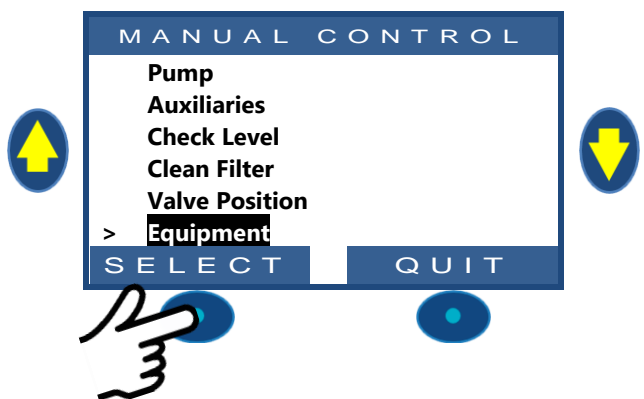 MANUAL CONTROL
Pump
Auxiliaries
Check Level
Clean Filter
Valve Position
> Equipment
SELECT QUIT